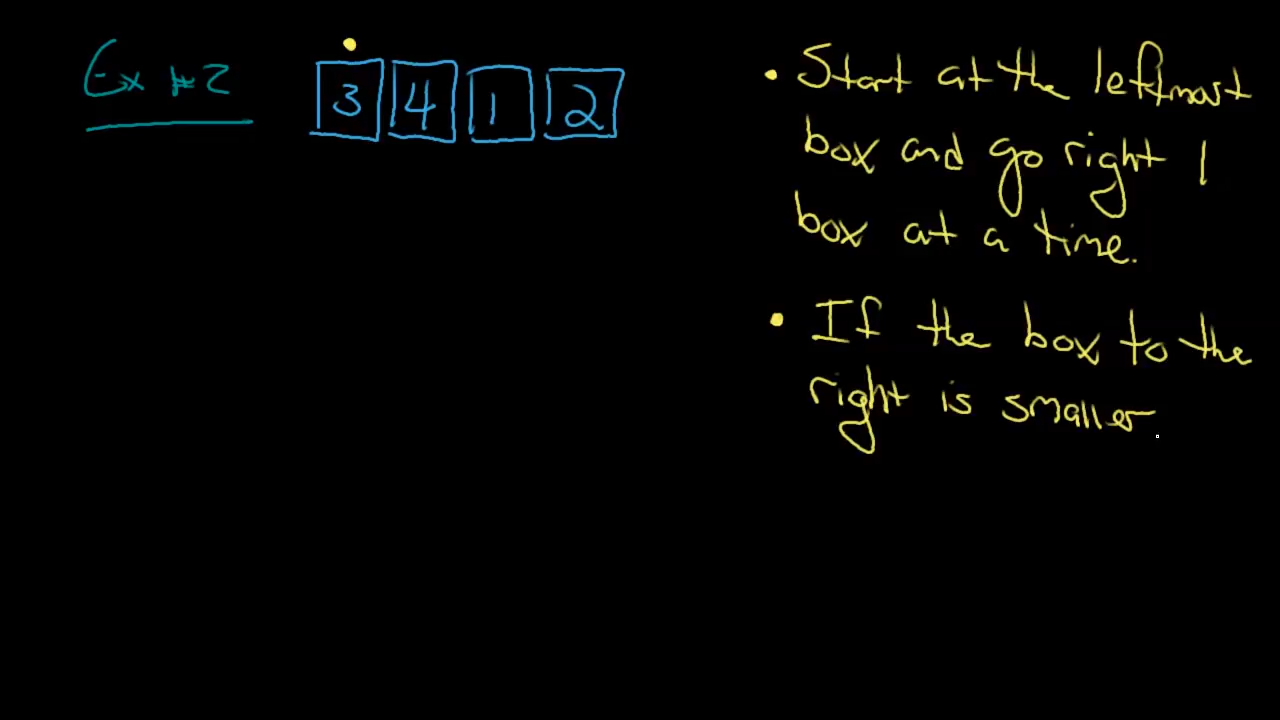 Ex #2
3 4 1 2
• Start at the leftmost
box and go right 1
box at a time.
• If the box to the
right is smaller